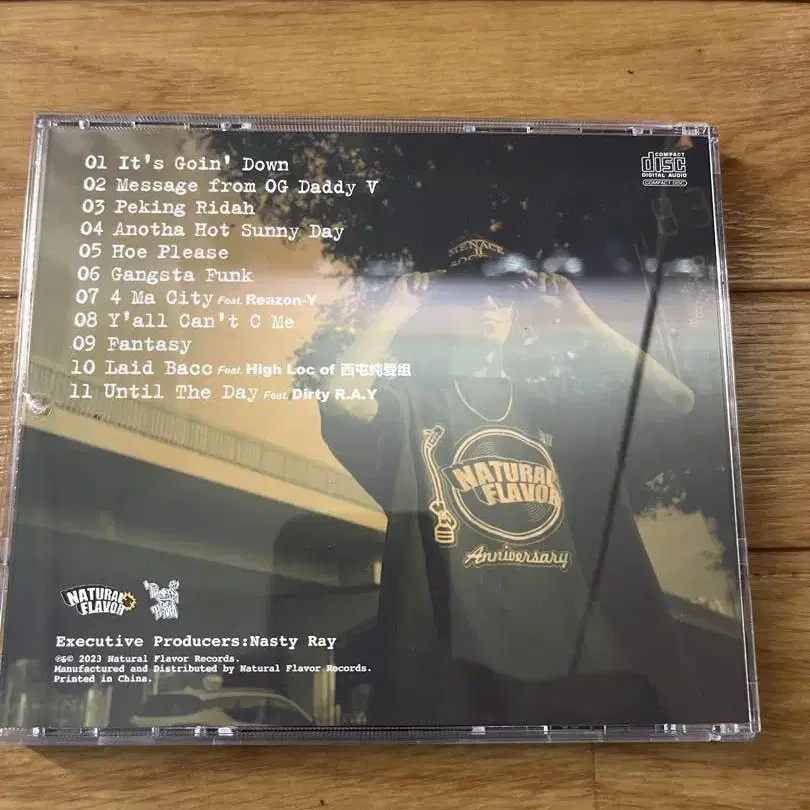 01 It's Goin' Down
02 Message from OG Daddy V
03 Peking Ridah
04 Anotha Hot Sunny Day
05 Hoe Please
06 Gangsta Funk
07 4 Ma City Feat. Reazon-Y
08 Y'all Can't C Me
09 Fantasy
10 Laid Bacc Feat. High Loc of 西屯纯爱组
11 Until The Day Feat. Dirty R.A.Y
COMPACT
disc
DIGITAL AUDIO
COMPACT DISC
MENACE
NATURAL
FLAVOR
Anniversary
NATURAL
FLAVOR
Executive Producers:Nasty Ray
℗&© 2023 Natural Flavor Records.
Manufactured and Distributed by Natural Flavor Records.
Printed in China.